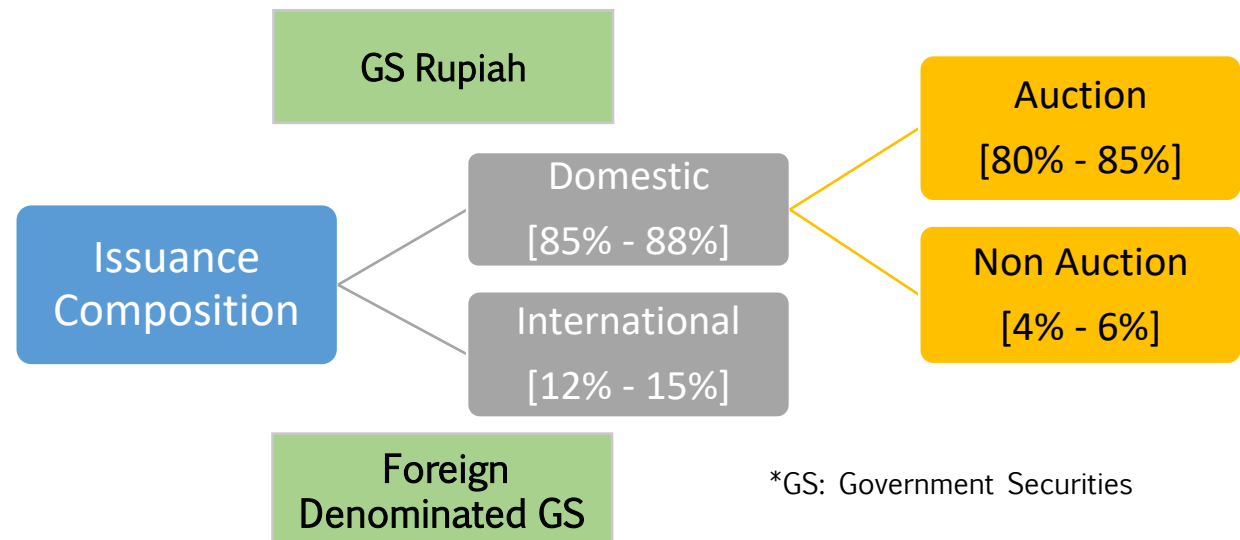 GS Rupiah
Issuance
Composition
Domestic
[85% - 88%]
International
[12% - 15%]
Auction
[80% - 85%]
Non Auction
[4% - 6%]
Foreign
Denominated GS
*GS: Government Securities